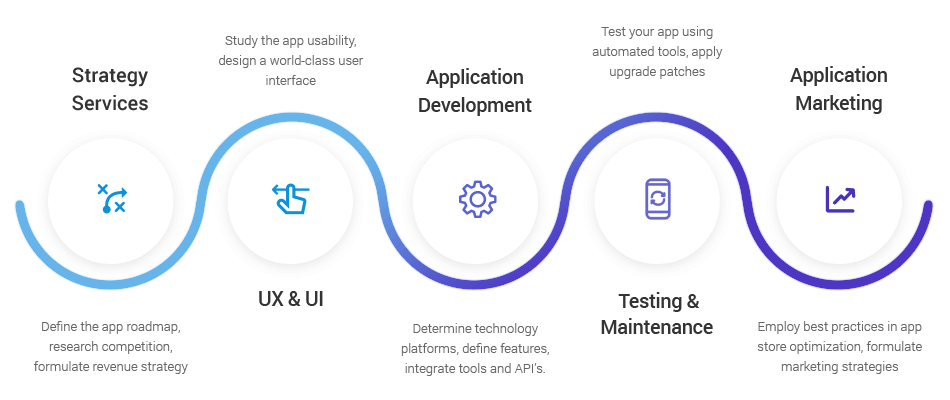 Strategy
Services
Define the app roadmap,
research competition,
formulate revenue strategy
Study the app usability,
design a world-class user
interface
UX & UI
Application
Development
Determine technology
platforms, define features,
integrate tools and API's.
Test your app using
automated tools, apply
upgrade patches
Testing &
Maintenance
Application
Marketing
Employ best practices in app
store optimization, formulate
marketing strategies